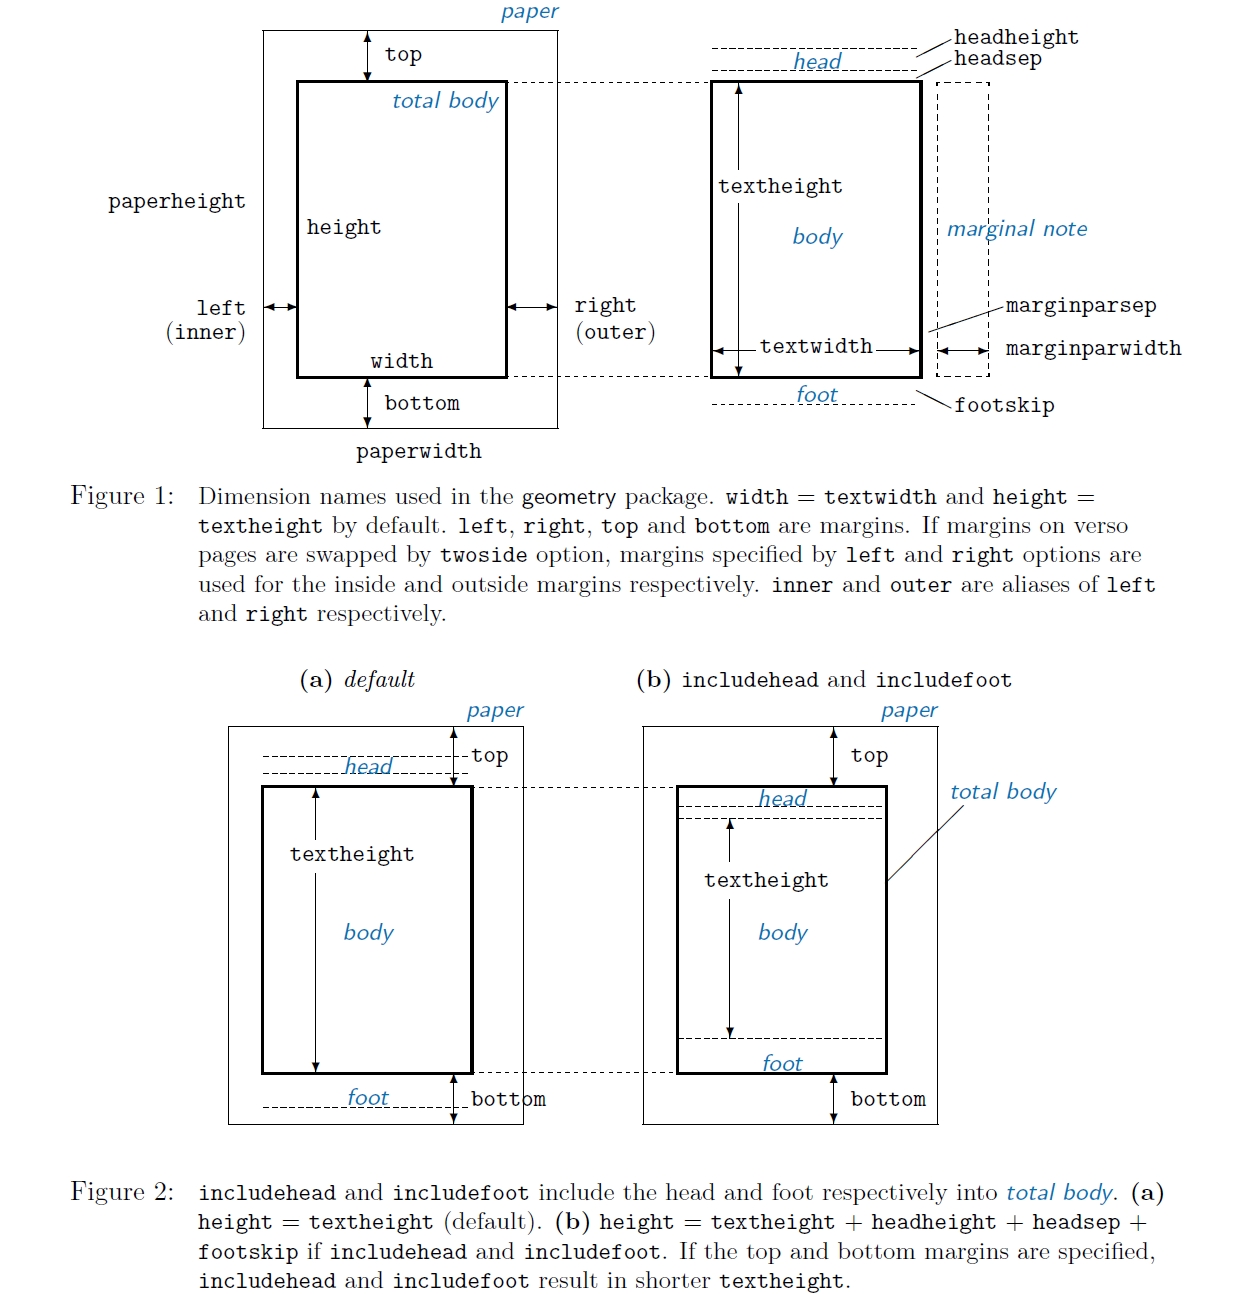 paper
top
total body
paperheight
height
left
(inner)
right
(outer)
width
bottom
paperwidth
headheight
head
headsep
textheight
body
marginal note
marginparsep
textwidth
marginparwidth
foot
footskip
Figure 1: Dimension names used in the geometry package. width = textwidth and height =
textheight by default. left, right, top and bottom are margins. If margins on verso
pages are swapped by twoside option, margins specified by left and right options are
used for the inside and outside margins respectively. inner and outer are aliases of left
and right respectively.
(a) default
paper
top
head
textheight
body
foot
bottom
(b) includehead and includefoot
paper
top
head
total body
textheight
body
foot
bottom
Figure 2: includehead and includefoot include the head and foot respectively into total body. (a)
height = textheight (default). (b) height = textheight + headheight + headsep +
footskip if includehead and includefoot. If the top and bottom margins are specified,
includehead and includefoot result in shorter textheight.